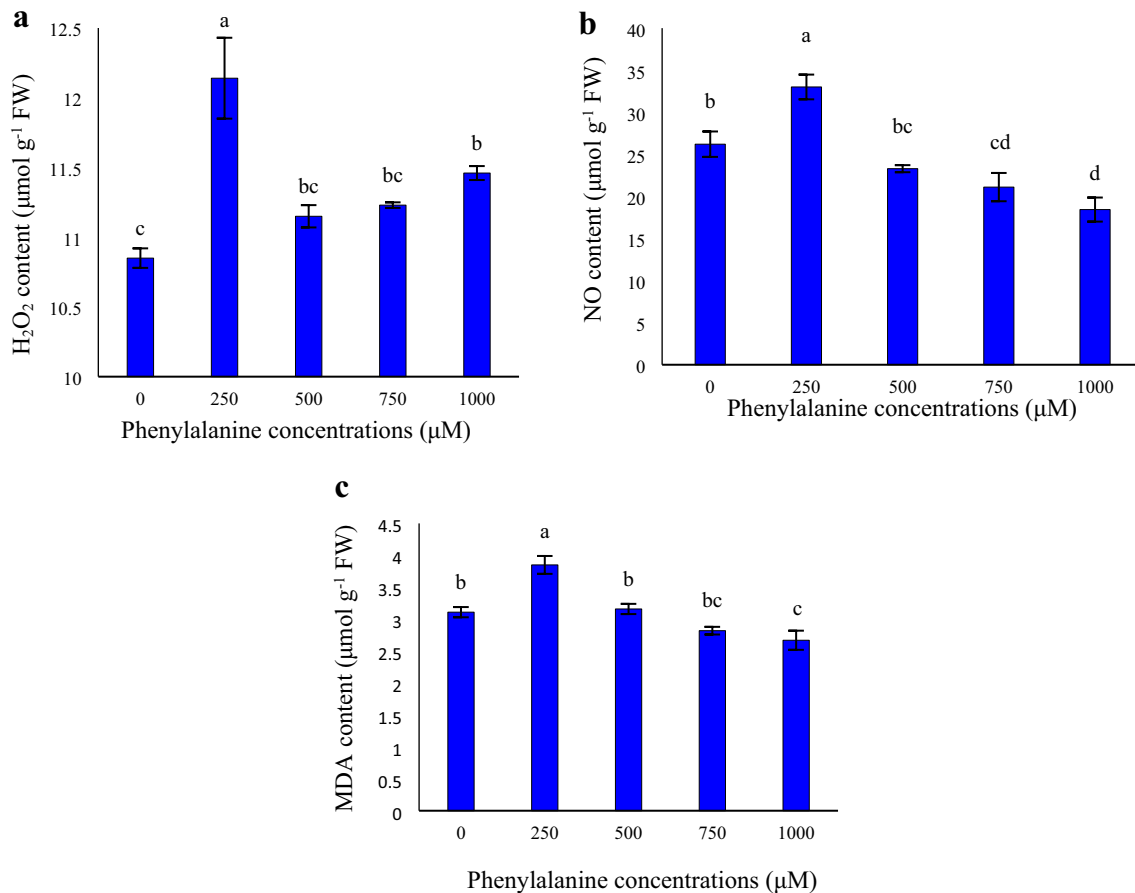 a
H₂O₂ content (µmol g⁻¹ FW)
12.5
12
11.5
11
10.5
10
c
a
bc
bc
b
0 250 500 750 1000
Phenylalanine concentrations (µM)
b
NO content (µmol g⁻¹ FW)
40
35
30
25
20
15
10
5
0
b
a
bc
cd
d
0 250 500 750 1000
Phenylalanine concentrations (µM)
c
MDA content (µmol g⁻¹ FW)
4.5
4
3.5
3
2.5
2
1.5
1
0.5
0
b
a
b
bc
c
0 250 500 750 1000
Phenylalanine concentrations (µM)